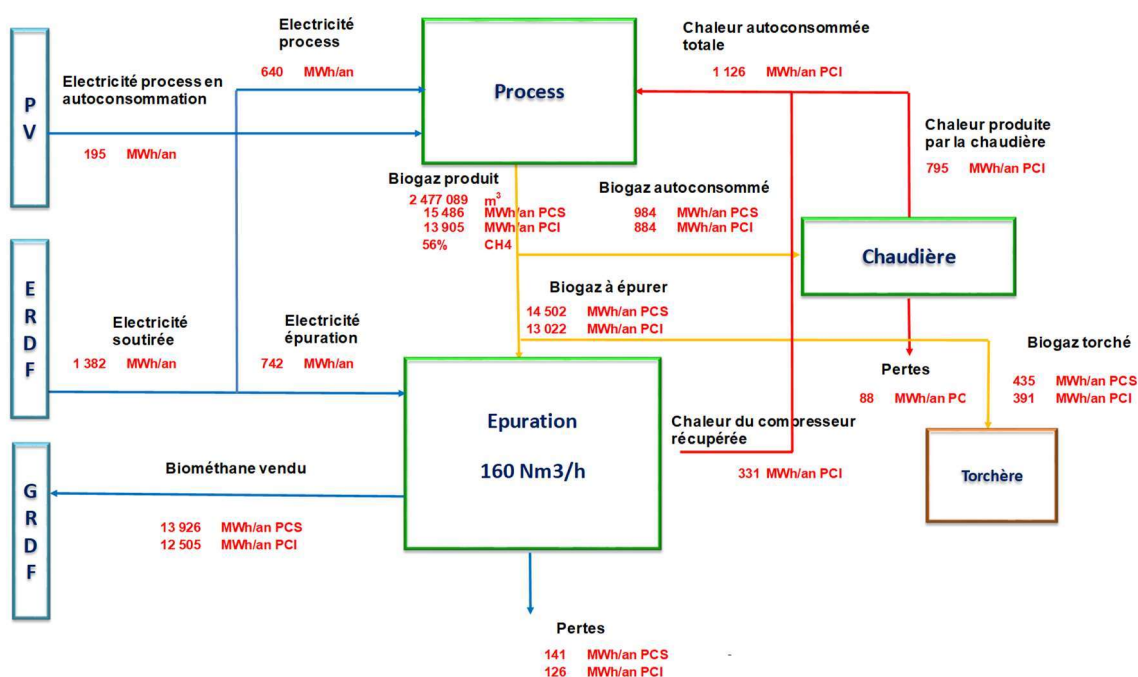 P
V
Electricité process en
autoconsommation
195 MWh/an
Electricité
process
640 MWh/an
Process
Chaleur autoconsommée
totale
1 126 MWh/an PCI
Chaleur produite
par la chaudière
795 MWh/an PCI
Biogaz produit
2 477 089 m³
15 486 MWh/an PCS
13 905 MWh/an PCI
56% CH4
Biogaz autoconsommé
984 MWh/an PCS
884 MWh/an PCI
Chaudière
E
R
D
F
Electricité
soutirée
1 382 MWh/an
Electricité
épuration
742 MWh/an
Biogaz à épurer
14 502 MWh/an PCS
13 022 MWh/an PCI
Pertes
88 MWh/an PC
Biogaz torché
435 MWh/an PCS
391 MWh/an PCI
Epuration
160 Nm3/h
Chaleur du compresseur
récupérée
331 MWh/an PCI
Torchère
G
R
D
F
Biométhane vendu
13 926 MWh/an PCS
12 505 MWh/an PCI
Pertes
141 MWh/an PCS -
126 MWh/an PCI